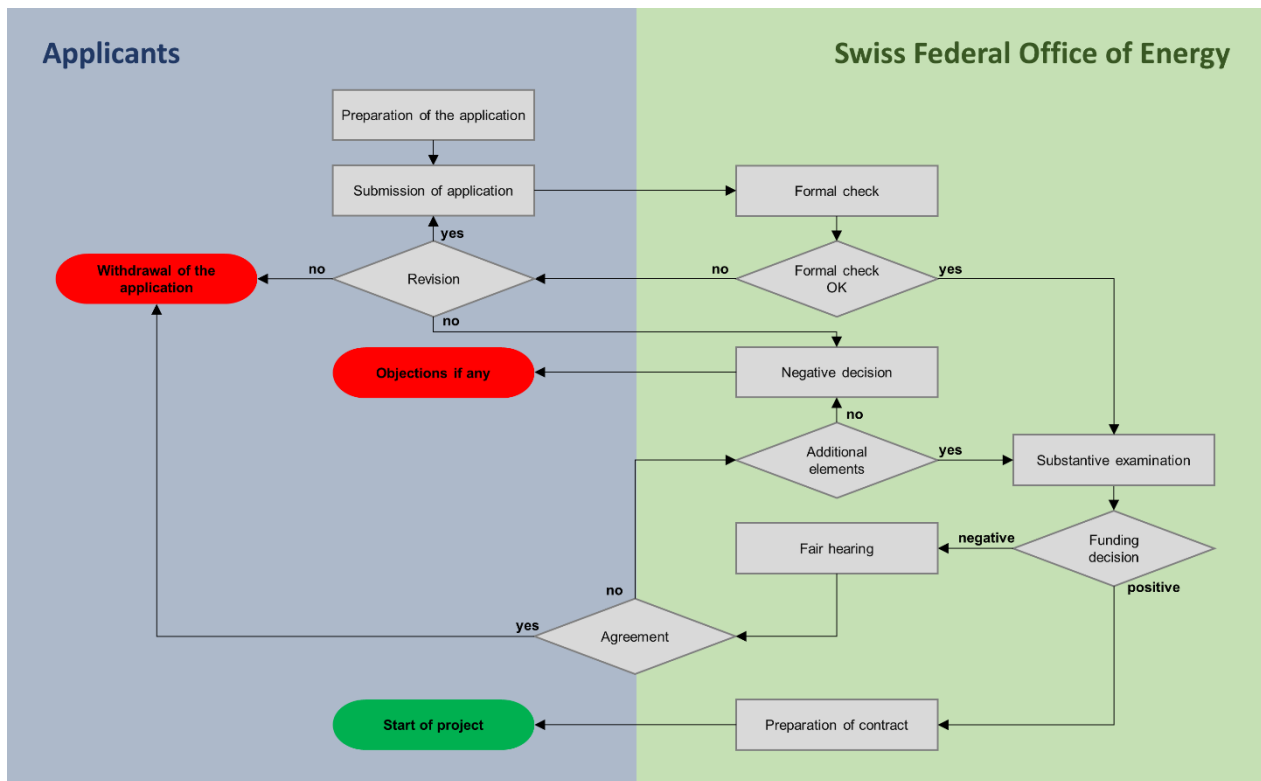 Applicants
Swiss Federal Office of Energy
Preparation of the application
Submission of application
Formal check
yes
Withdrawal of the
application
no
Revision
no
Formal check
OK
yes
no
Objections if any
Negative decision
no
Additional
elements
yes
Substantive examination
Fair hearing
negative
Funding
decision
positive
no
yes
Agreement
Start of project
Preparation of contract